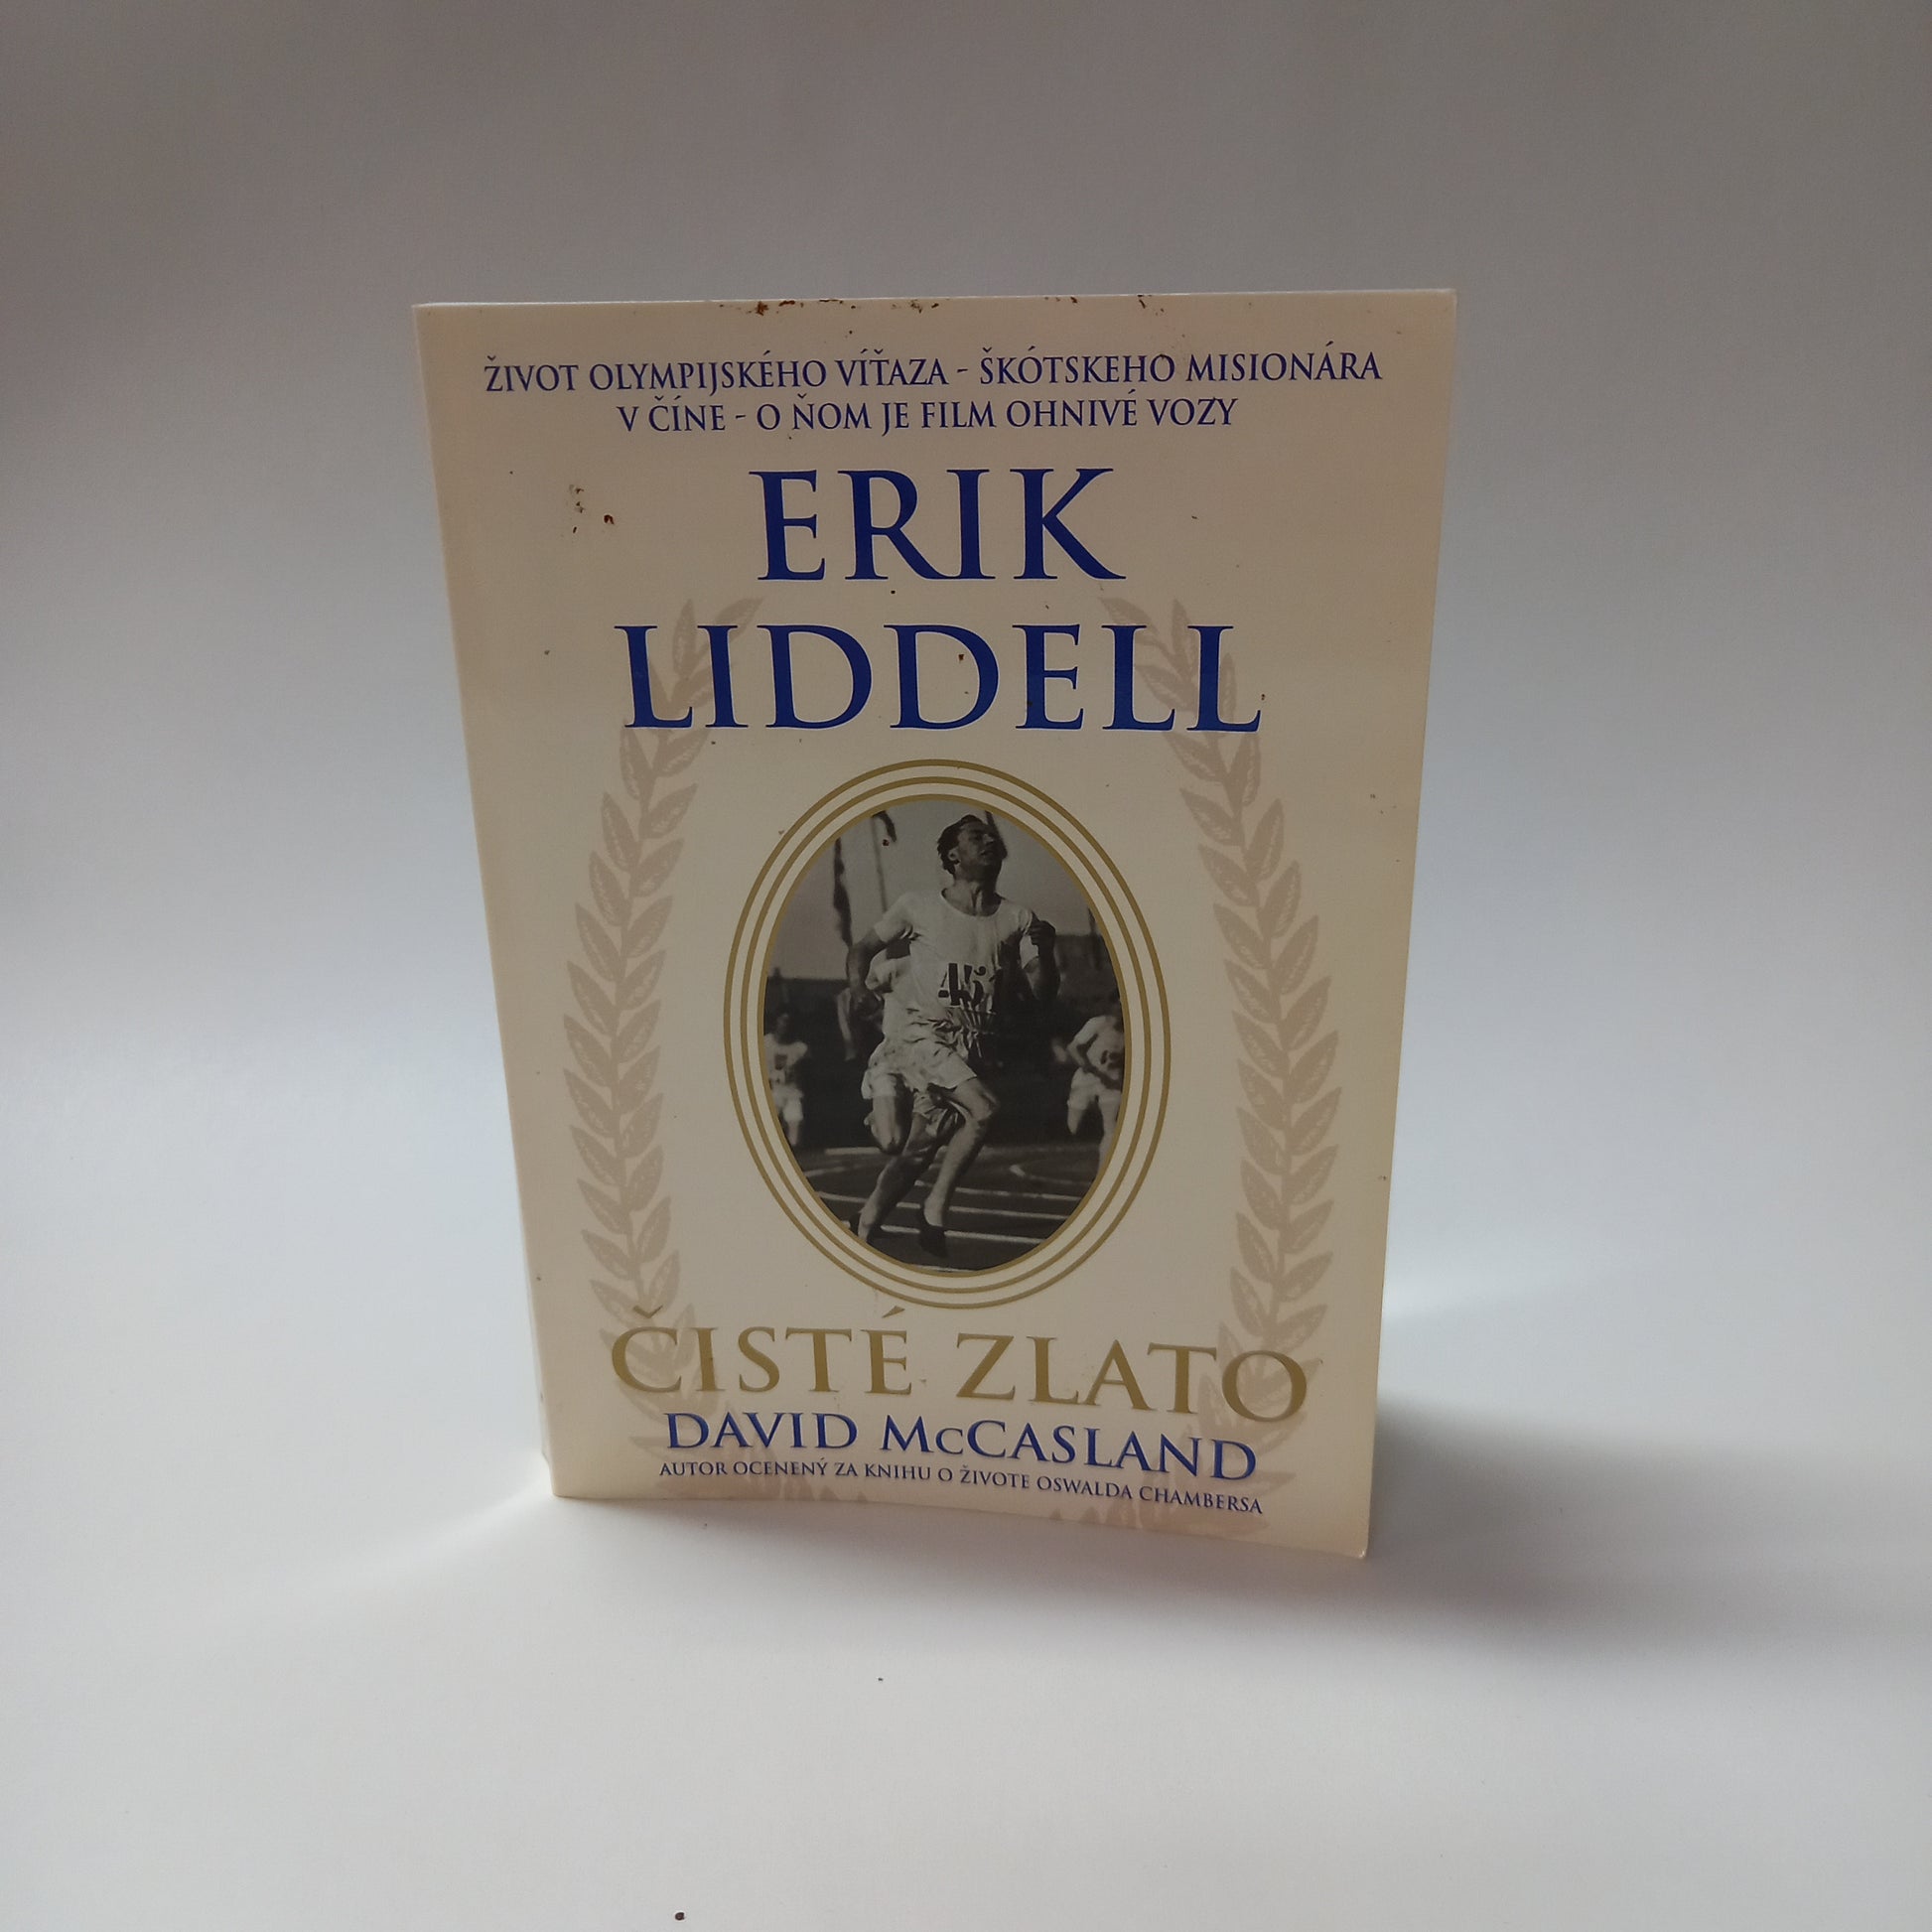 ŽIVOT OLYMPIJSKÉHO VÍŤAZA - ŠKÓTSKEHO MISIONÁRA
V ČÍNE - O ŇOM JE FILM OHNIVÉ VOZY
ERIK
LIDDELL
451
ČISTÉ ZLATO
DAVID McCASLAND
AUTOR OCENENÝ ZA KNIHU O ŽIVOTE OSWALDA CHAMBERSA